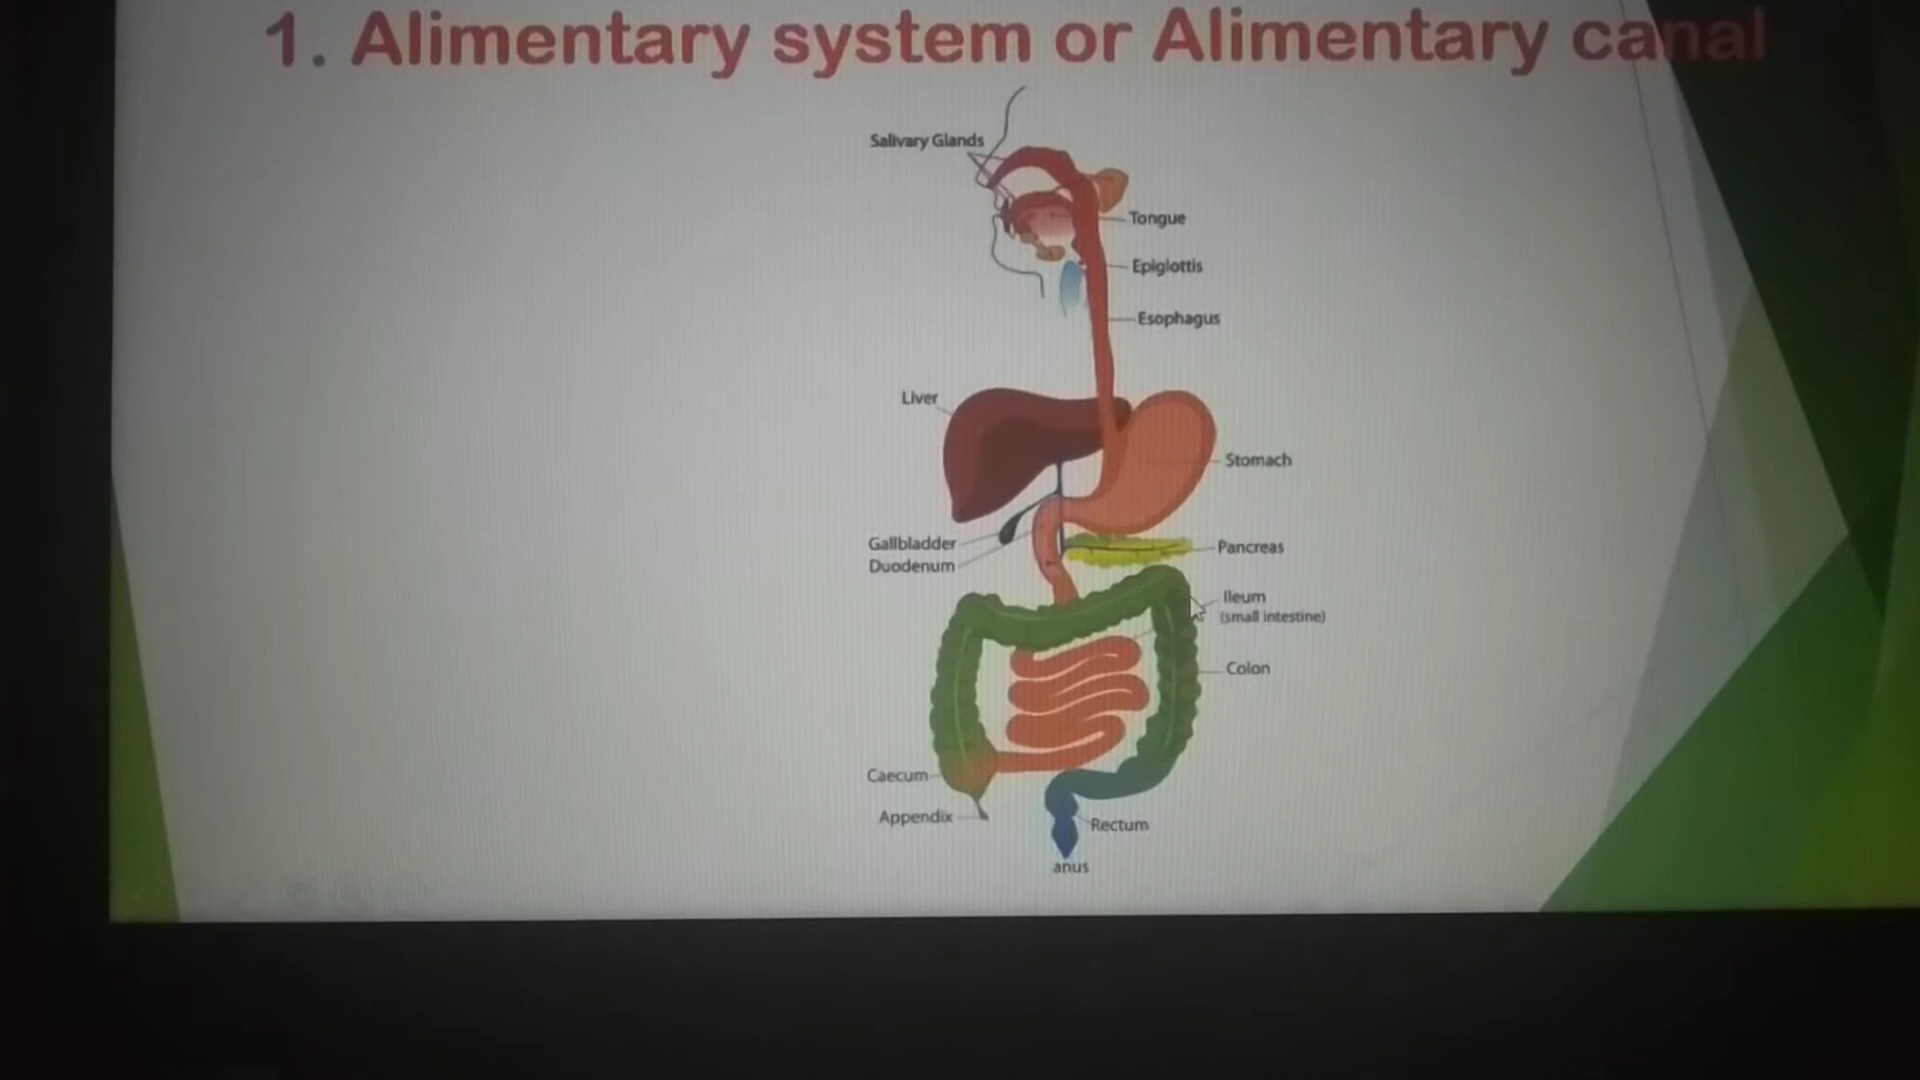 1. Alimentary system or Alimentary canal
Salivary Glands
Tongue
Epiglottis
Esophagus
Liver
Stomach
Gallbladder
Duodenum
Pancreas
Ileum
(small intestine)
Colon
Caecum
Appendix
Rectum
anus